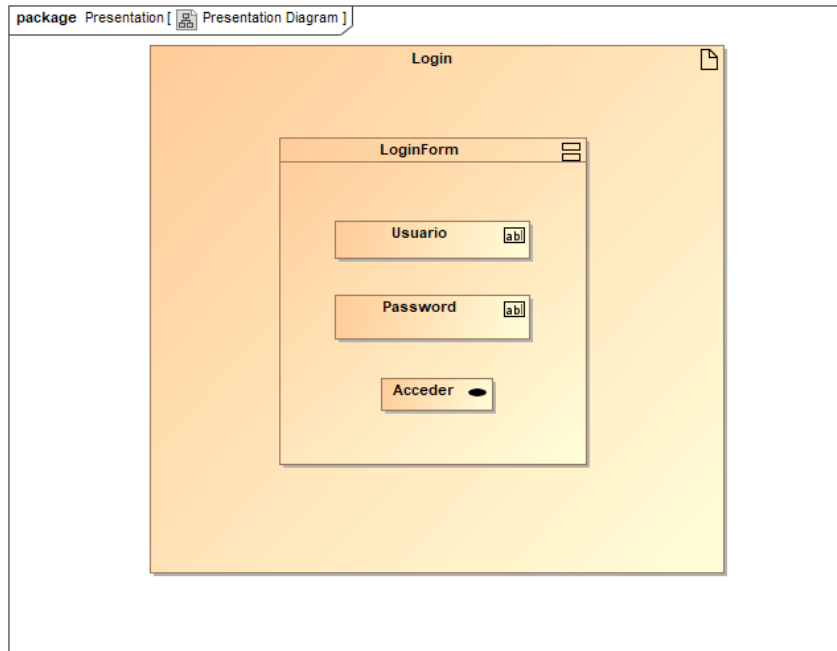 package Presentation [ Presentation Diagram ]
Login
LoginForm
Usuario
abl
Password
abl
Acceder